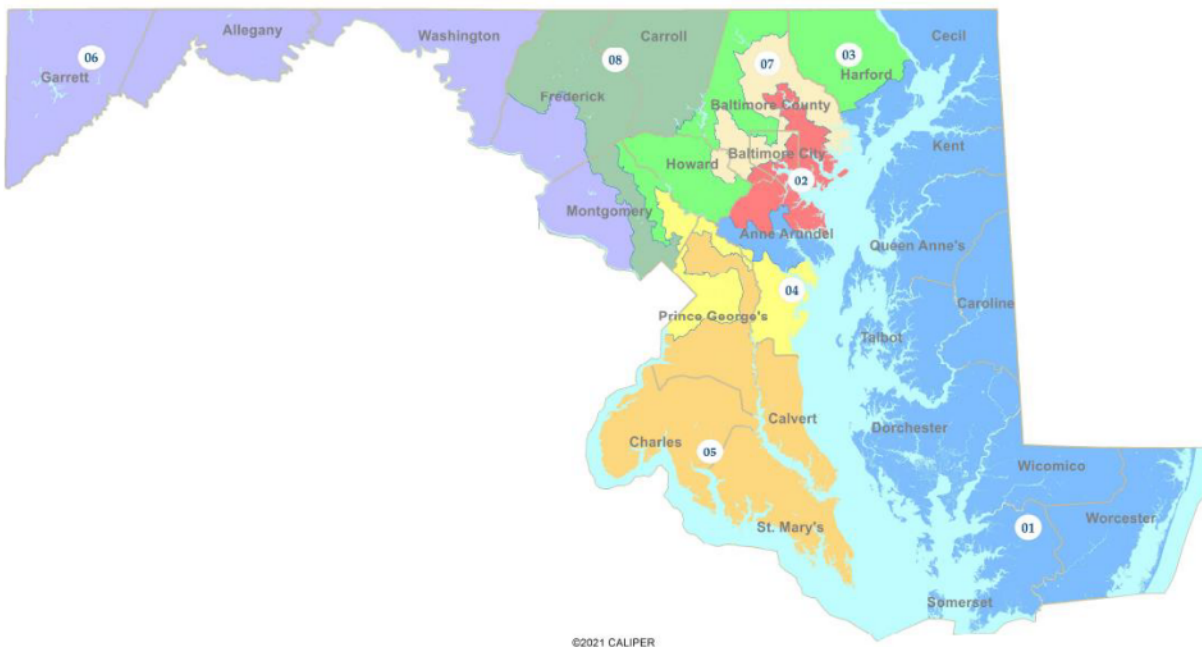 Allegany
Washington
Carroll
Cecil
06
08
03
07
Garrett
Harford
Frederick
Baltimore County
Kent
Howard
Baltimore City
02
Montgomery
Anne Arundel
Queen Anne's
04
Caroline
Prince George's
Talbot
Calvert
Dorchester
Charles
05
Wicomico
St. Mary's
01
Worcester
Somerset
©2021 CALIPER